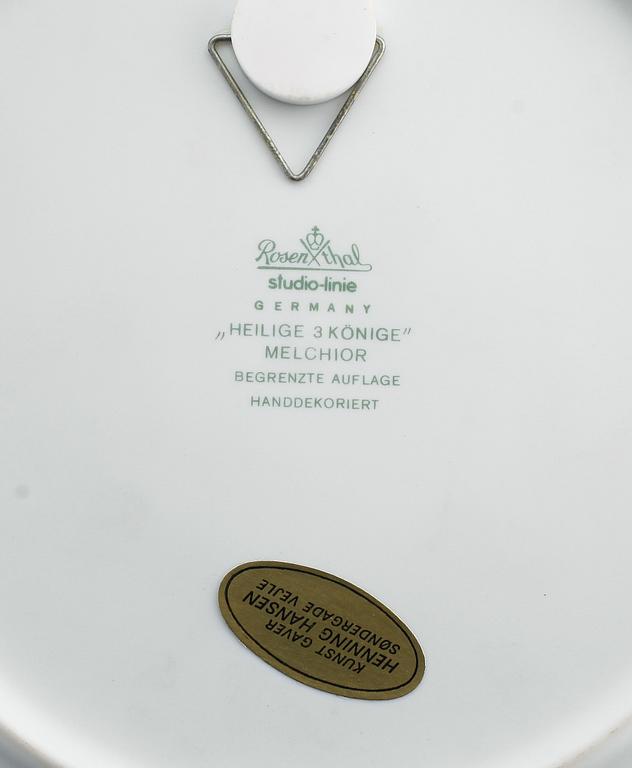 Rosenthal
studio-linie
GERMANY
„HEILIGE 3 KÖNIGE”
MELCHIOR
BEGRENZTE AUFLAGE
HANDDEKORIERT
KUNST GAVER
HENNING HANSEN
SØNDERGADE VEJLE